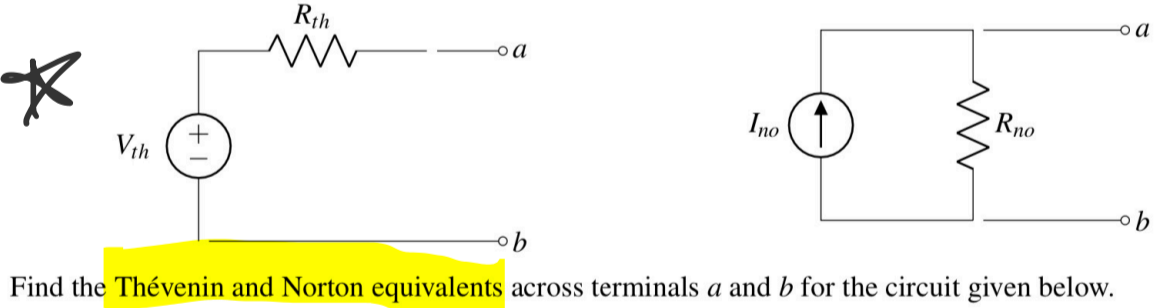 Rth
a
Vth
+
−
b
a
Ino
Rno
b
Find the Thévenin and Norton equivalents across terminals a and b for the circuit given below.